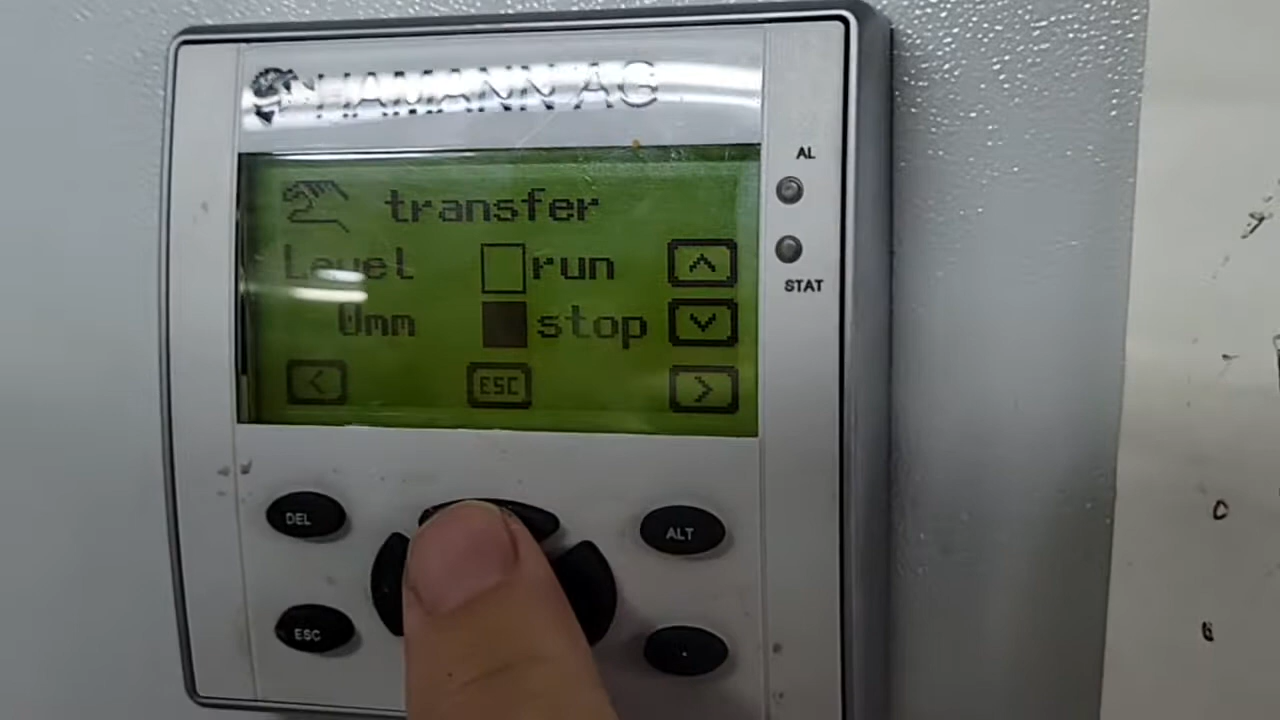 HAMANN AG
AL
transfer
Level run ^
STAT
0mm stop v
< ESC >
DEL
ALT
ESC